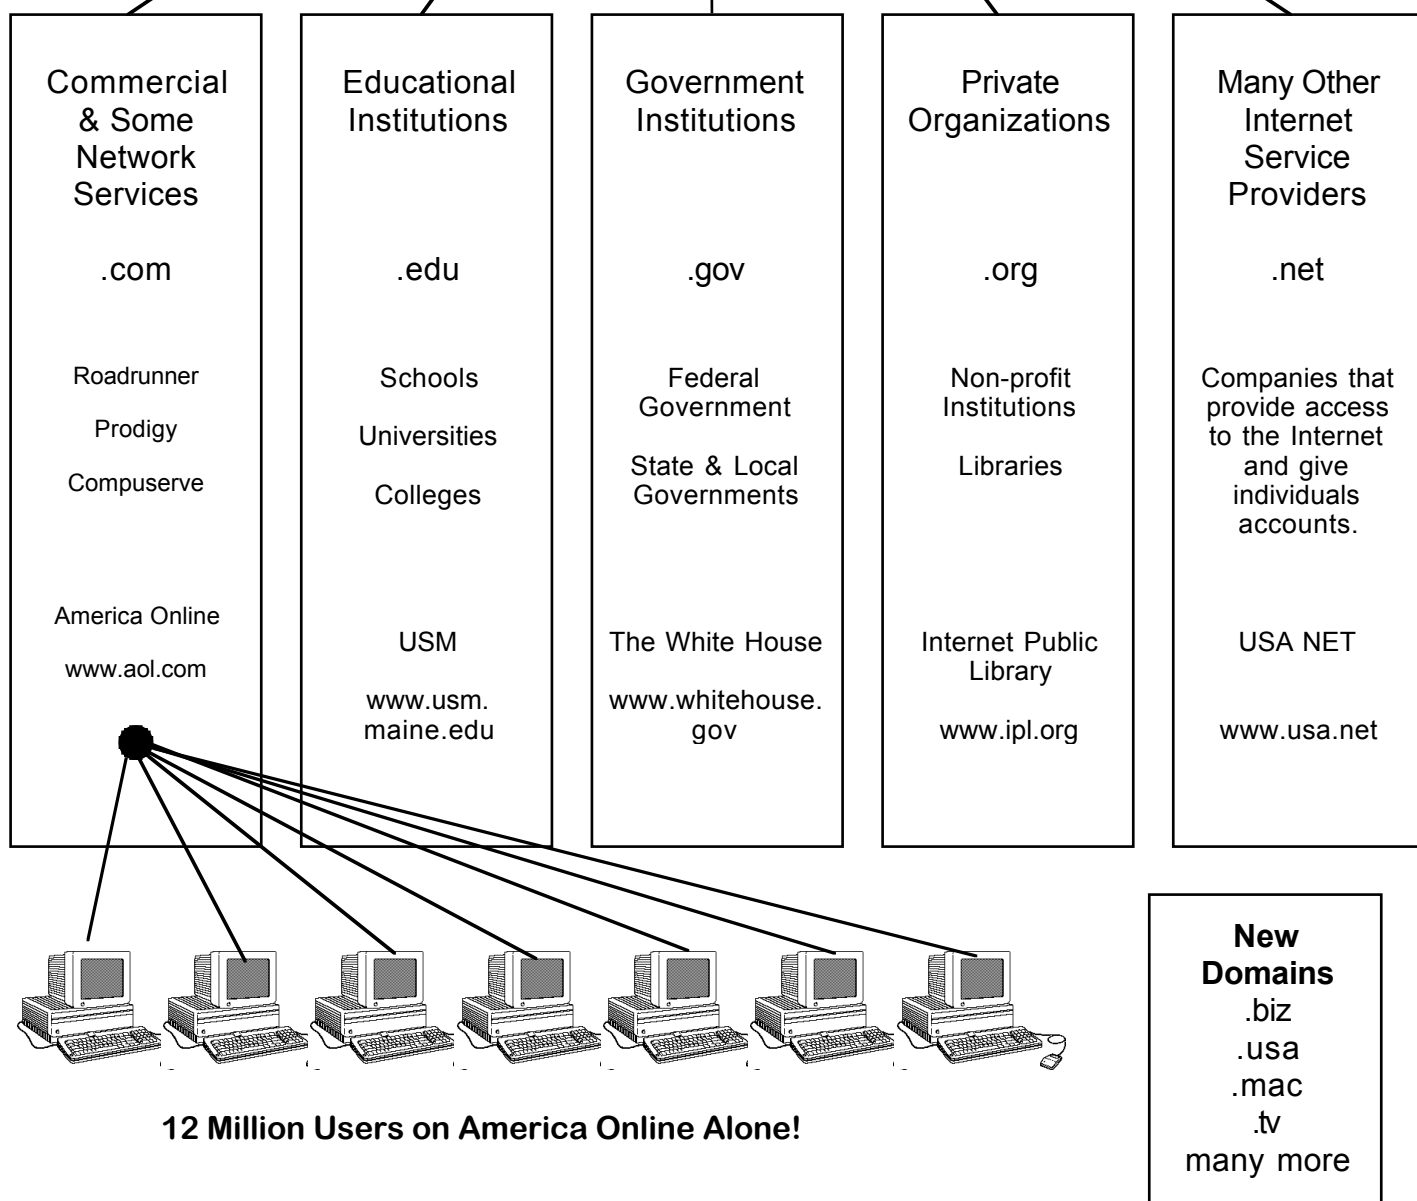 Commercial
& Some
Network
Services
.com
Roadrunner
Prodigy
Compuserve
America Online
www.aol.com
Educational
Institutions
.edu
Schools
Universities
Colleges
USM
www.usm.
maine.edu
Government
Institutions
.gov
Federal
Government
State & Local
Governments
The White House
www.whitehouse.
gov
Private
Organizations
.org
Non-profit
Institutions
Libraries
Internet Public
Library
www.ipl.org
Many Other
Internet
Service
Providers
.net
Companies that
provide access
to the Internet
and give
individuals
accounts.
USA NET
www.usa.net
12 Million Users on America Online Alone!
New
Domains
.biz
.usa
.mac
.tv
many more